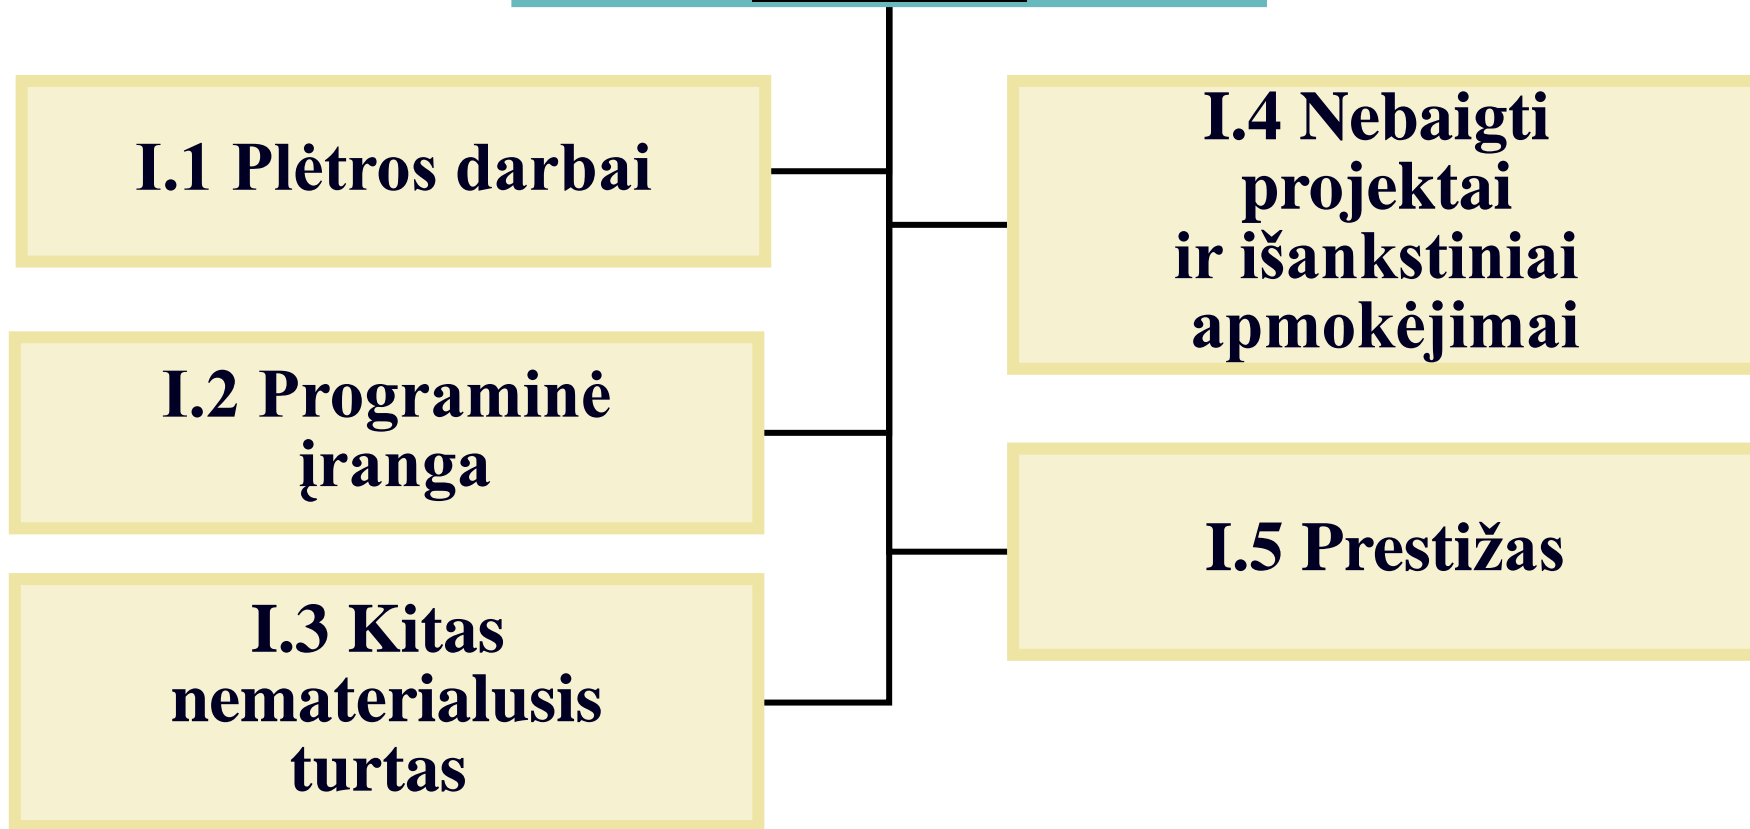 I.1 Plėtros darbai
I.2 Programinė
įranga
I.3 Kitas
nematerialusis
turtas
I.4 Nebaigti
projektai
ir išankstiniai
apmokėjimai
I.5 Prestižas